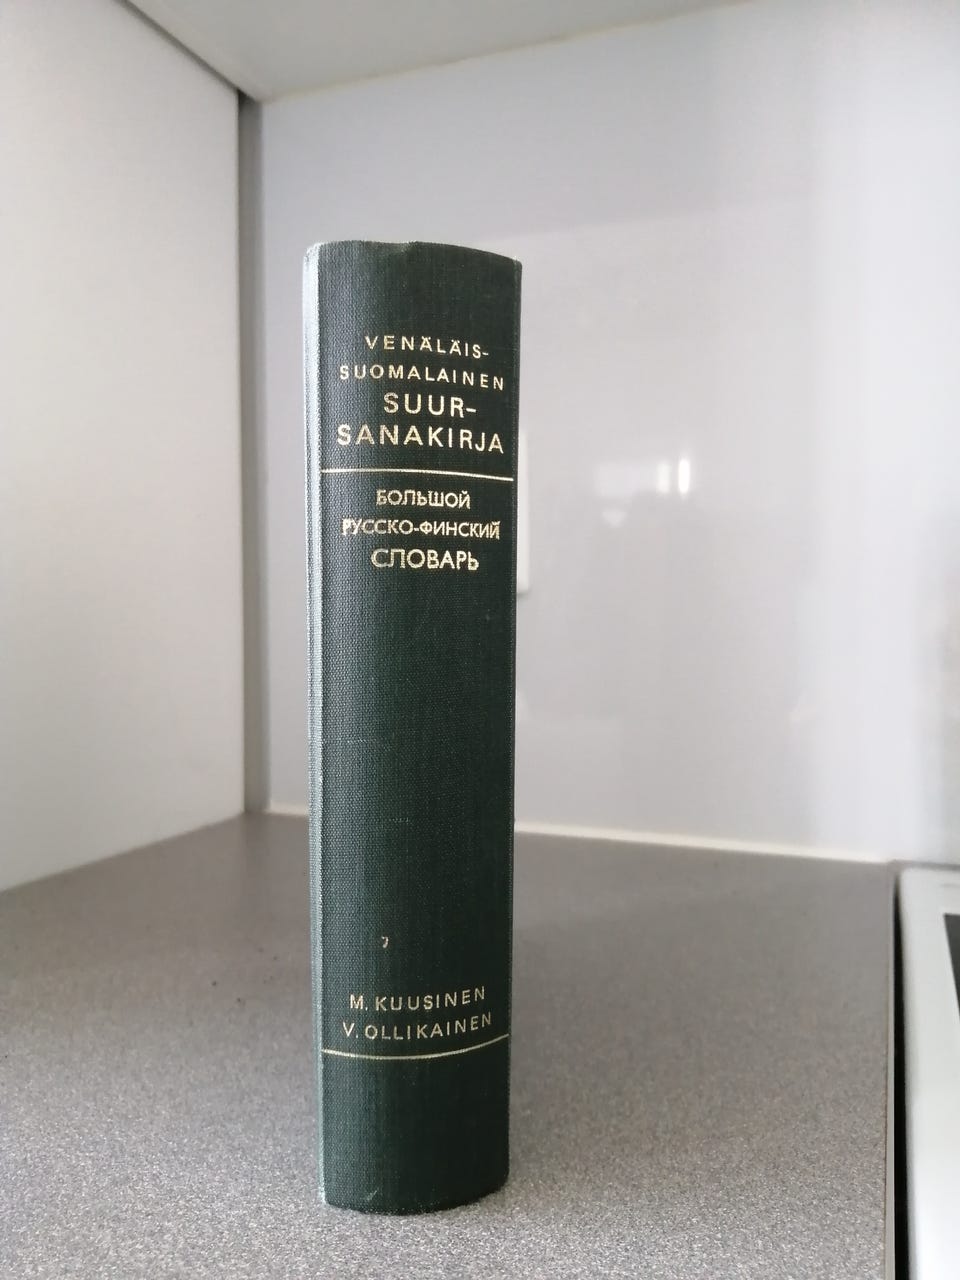 VENÄLÄIS-
SUOMALAINEN
SUUR-
SANAKIRJA
БОЛЬШОЙ
РУССКО-ФИНСКИЙ
СЛОВАРЬ
M. KUUSINEN
V. OLLIKAINEN